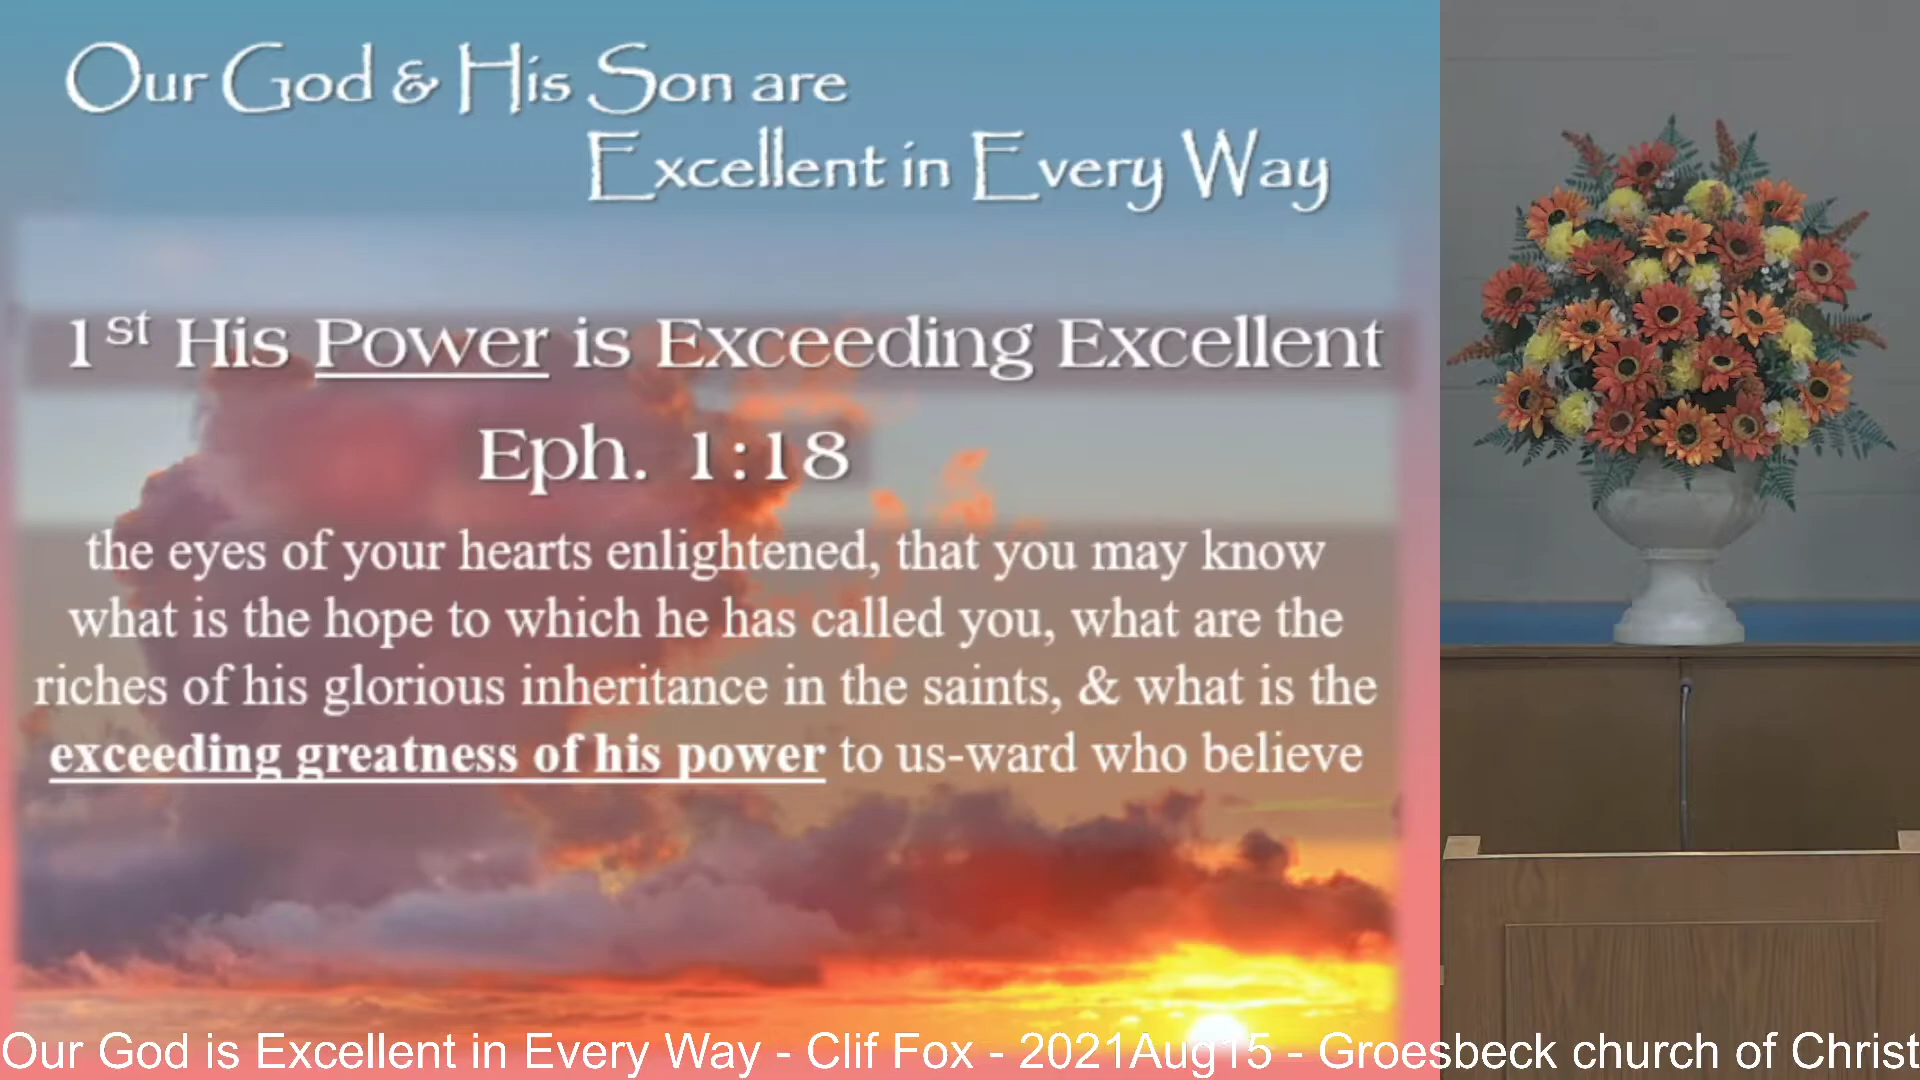 Our God & His Son are
Excellent in Every Way
1st His Power is Exceeding Excellent
Eph. 1:18
the eyes of your hearts enlightened, that you may know
what is the hope to which he has called you, what are the
riches of his glorious inheritance in the saints, & what is the
exceeding greatness of his power to us-ward who believe
Our God is Excellent in Every Way - Clif Fox - 2021Aug15 - Groesbeck church of Christ